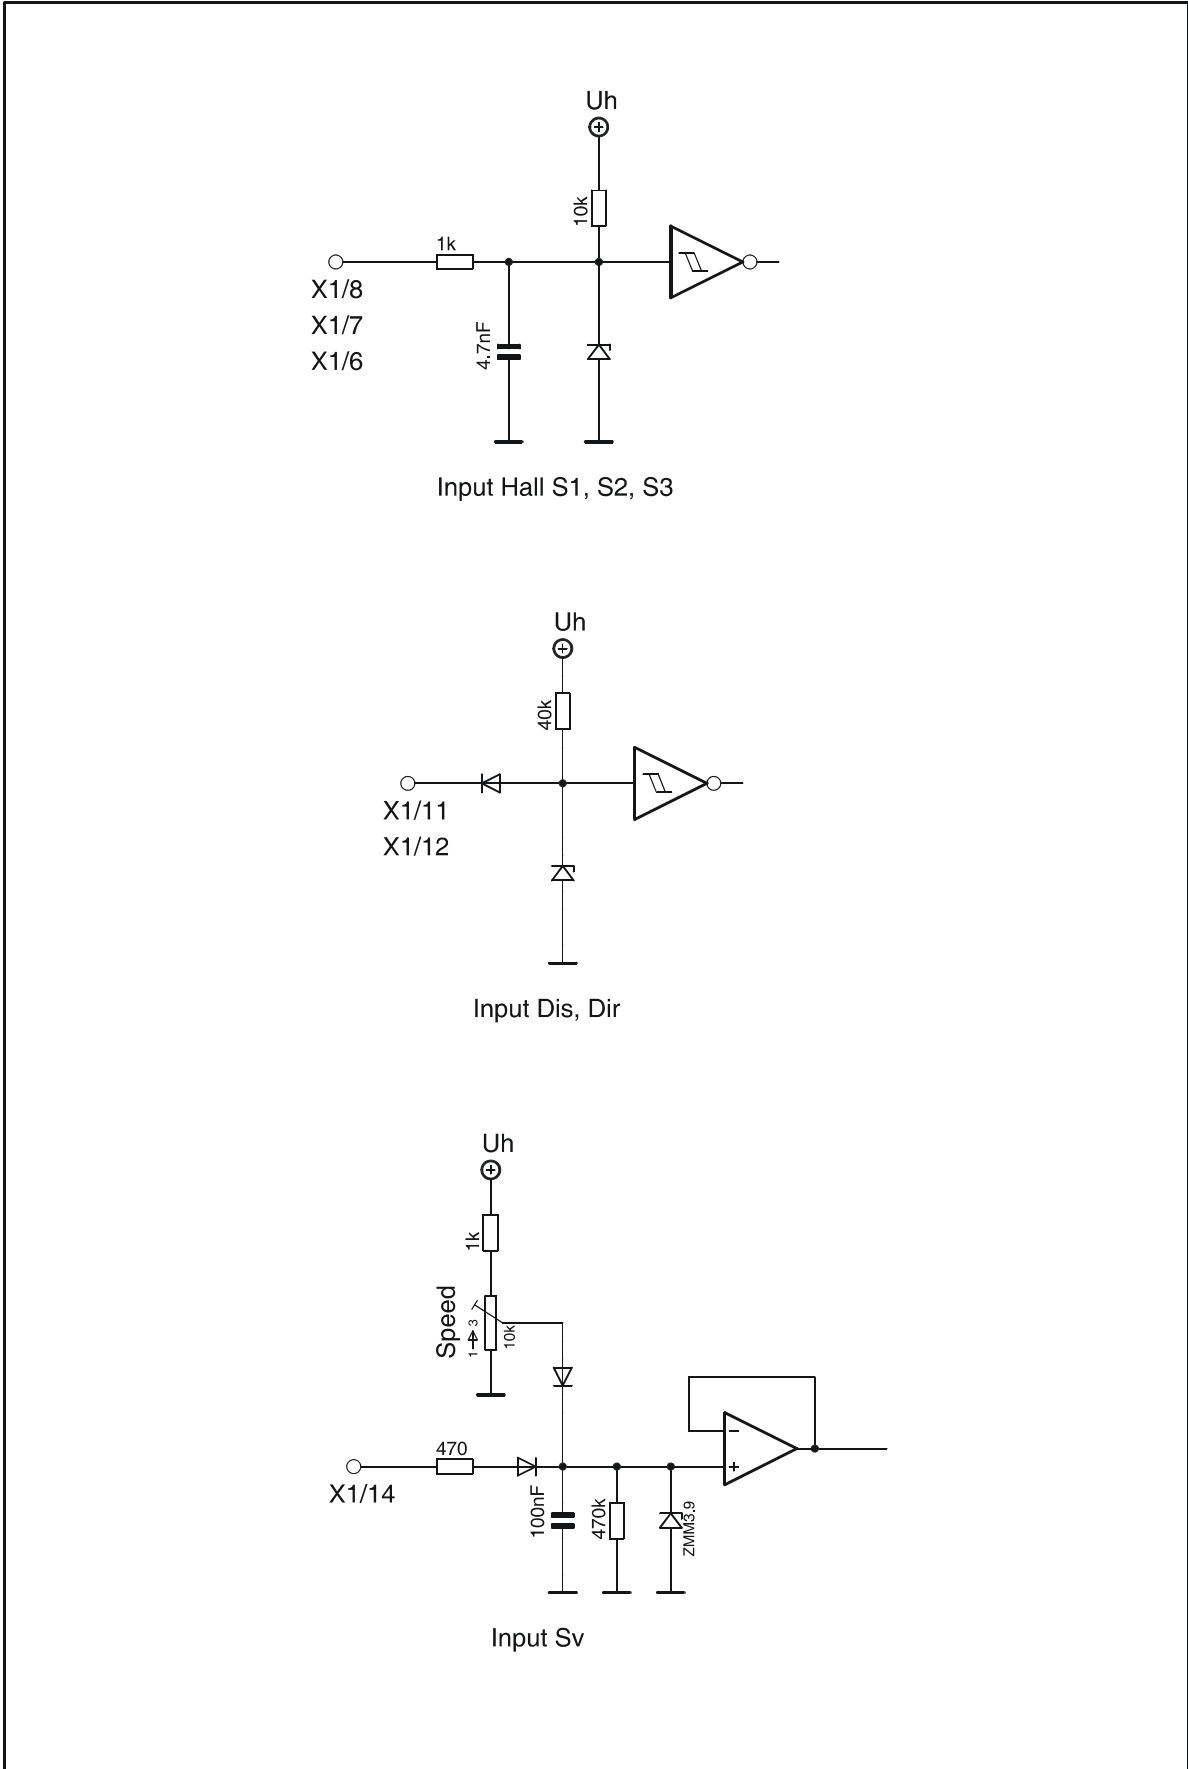 Uh
10k
1k
X1/8
X1/7
X1/6
4.7nF
Input Hall S1, S2, S3
Uh
40k
X1/11
X1/12
Input Dis, Dir
Uh
1k
Speed
1 3
10k
470
X1/14
100nF
470k
ZMM3.9
Input Sv